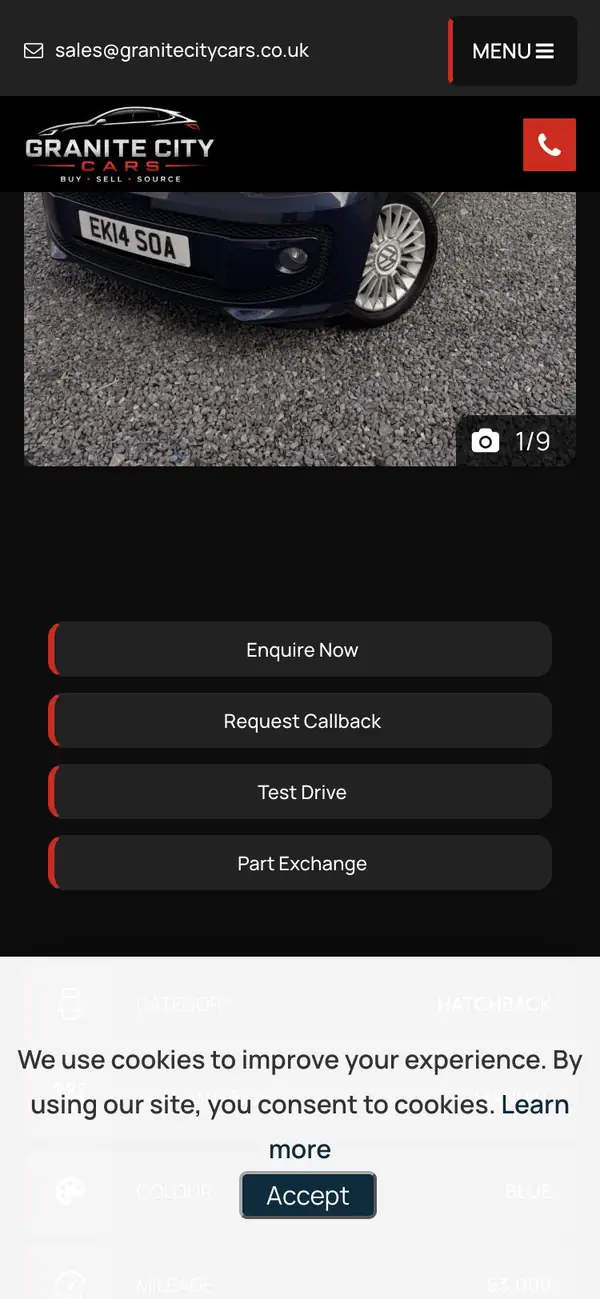 sales@granitecitycars.co.uk
MENU
GRANITE CITY
CARS
BUY · SELL · SOURCE
EK14 SOA
1/9
Enquire Now
Request Callback
Test Drive
Part Exchange
CATEGORY
HATCHBACK
We use cookies to improve your experience. By
using our site, you consent to cookies. Learn
more
Accept
COLOUR
BLUE
MILEAGE